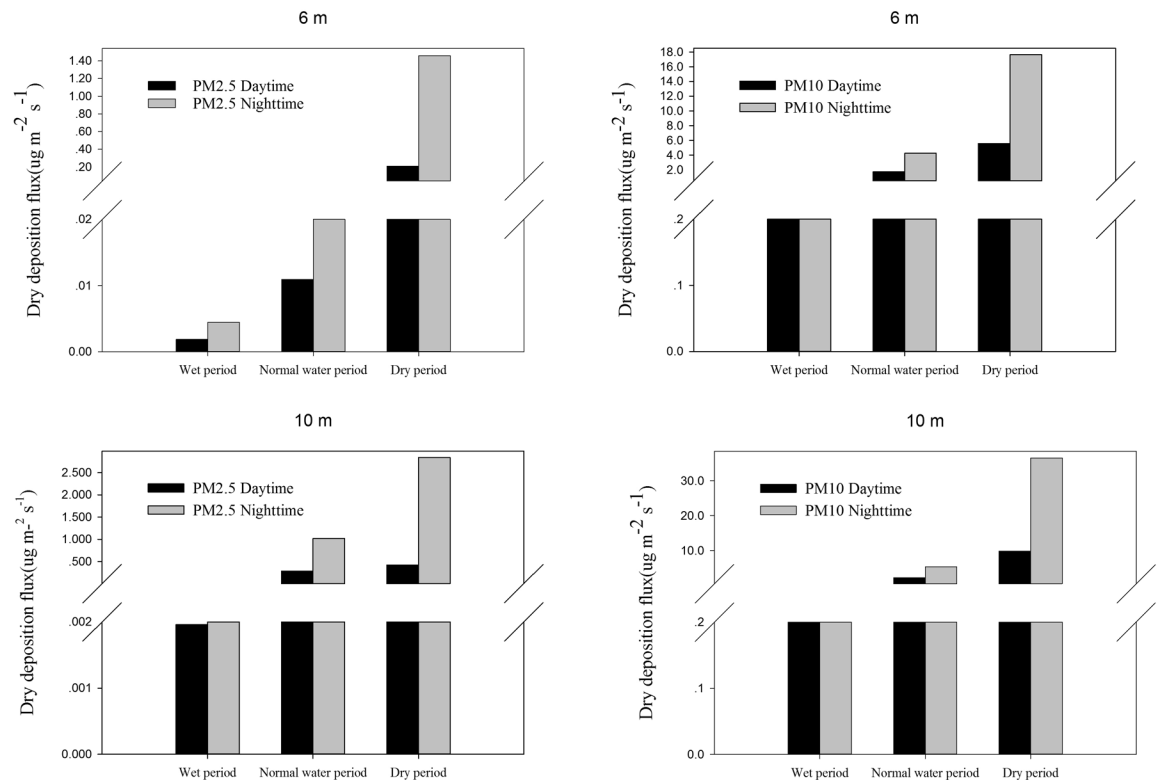 6 m
Dry deposition flux(ug m-2 s-1)
1.40
1.20
1.00
.80
.60
.40
.20
.02
.01
0.00
PM2.5 Daytime
PM2.5 Nighttime
Wet period Normal water period Dry period
6 m
Dry deposition flux(ug m-2 s-1)
18.0
16.0
14.0
12.0
10.0
8.0
6.0
4.0
2.0
.2
.1
0.0
PM10 Daytime
PM10 Nighttime
Wet period Normal water period Dry period
10 m
Dry deposition flux(ug m-2 s-1)
2.500
2.000
1.500
1.000
.500
.002
.001
0.000
PM2.5 Daytime
PM2.5 Nighttime
Wet period Normal water period Dry period
10 m
Dry deposition flux(ug m-2 s-1)
30.0
20.0
10.0
.2
.1
0.0
PM10 Daytime
PM10 Nighttime
Wet period Normal water period Dry period